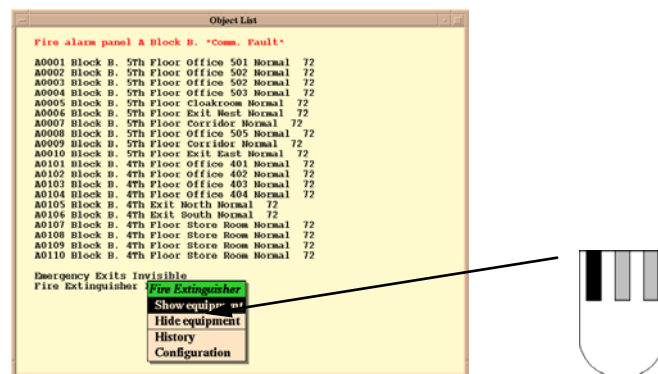 Object List
Fire alarm panel A Block B. *Comm. Fault*
A0001 Block B. 5Th Floor Office 501 Normal 72
A0002 Block B. 5Th Floor Office 502 Normal 72
A0003 Block B. 5Th Floor Office 502 Normal 72
A0004 Block B. 5Th Floor Office 503 Normal 72
A0005 Block B. 5Th Floor Cloakroom Normal 72
A0006 Block B. 5Th Floor Exit West Normal 72
A0007 Block B. 5Th Floor Corridor Normal 72
A0008 Block B. 5Th Floor Office 505 Normal 72
A0009 Block B. 5Th Floor Corridor Normal 72
A0010 Block B. 5Th Floor Exit East Normal 72
A0101 Block B. 4Th Floor Office 401 Normal 72
A0102 Block B. 4Th Floor Office 402 Normal 72
A0103 Block B. 4Th Floor Office 403 Normal 72
A0104 Block B. 4Th Floor Office 404 Normal 72
A0105 Block B. 4Th Exit North Normal 72
A0106 Block B. 4Th Exit South Normal 72
A0107 Block B. 4Th Floor Store Room Normal 72
A0108 Block B. 4Th Floor Store Room Normal 72
A0109 Block B. 4Th Floor Store Room Normal 72
A0110 Block B. 4Th Floor Store Room Normal 72
Emergency Exits Invisible
Fire Extinguisher
Fire Extinguisher
Show equipment
Hide equipment
History
Configuration